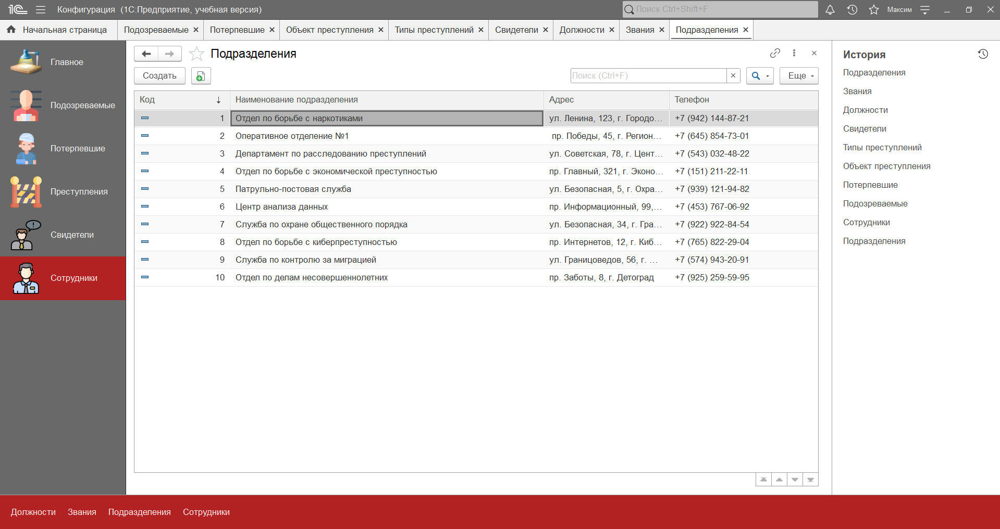 1С Конфигурация (1С:Предприятие, учебная версия) Поиск Ctrl+Shift+F Максим
Начальная страница Подозреваемые Потерпевшие Объект преступления Типы преступлений Свидетели Должности Звания Подразделения
Главное
Подозреваемые
Потерпевшие
Преступления
Свидетели
Сотрудники
Подразделения
Создать Поиск (Ctrl+F) Еще
Код Наименование подразделения Адрес Телефон
1 Отдел по борьбе с наркотиками ул. Ленина, 123, г. Городо... +7 (942) 144-87-21
2 Оперативное отделение №1 пр. Победы, 45, г. Регион... +7 (645) 854-73-01
3 Департамент по расследованию преступлений ул. Советская, 78, г. Цент... +7 (543) 032-48-22
4 Отдел по борьбе с экономической преступностью пр. Главный, 321, г. Эконо... +7 (151) 211-22-11
5 Патрульно-постовая служба ул. Безопасная, 5, г. Охра... +7 (939) 121-94-82
6 Центр анализа данных пр. Информационный, 99,... +7 (453) 767-06-92
7 Служба по охране общественного порядка ул. Безопасная, 34, г. Гра... +7 (922) 922-84-54
8 Отдел по борьбе с киберпреступностью пр. Интернетов, 12, г. Киб... +7 (765) 822-29-04
9 Служба по контролю за миграцией ул. Границоведов, 56, г. ... +7 (574) 943-20-91
10 Отдел по делам несовершеннолетних пр. Заботы, 8, г. Детоград +7 (925) 259-59-95
История
Подразделения
Звания
Должности
Свидетели
Типы преступлений
Объект преступления
Потерпевшие
Подозреваемые
Сотрудники
Подразделения
Должности Звания Подразделения Сотрудники